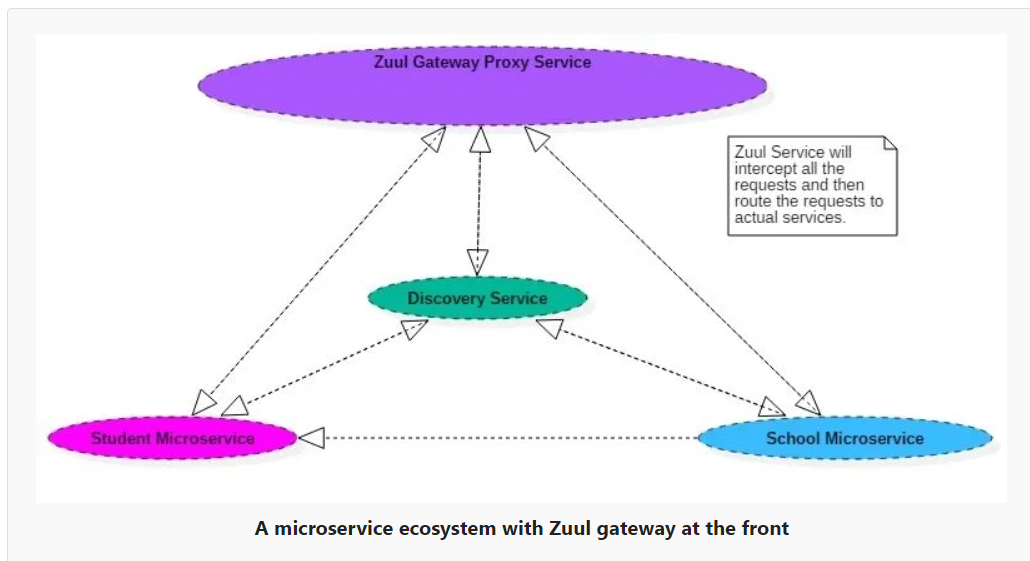 Zuul Gateway Proxy Service
Zuul Service will
intercept all the
requests and then
route the requests to
actual services.
Discovery Service
Student Microservice
School Microservice
A microservice ecosystem with Zuul gateway at the front